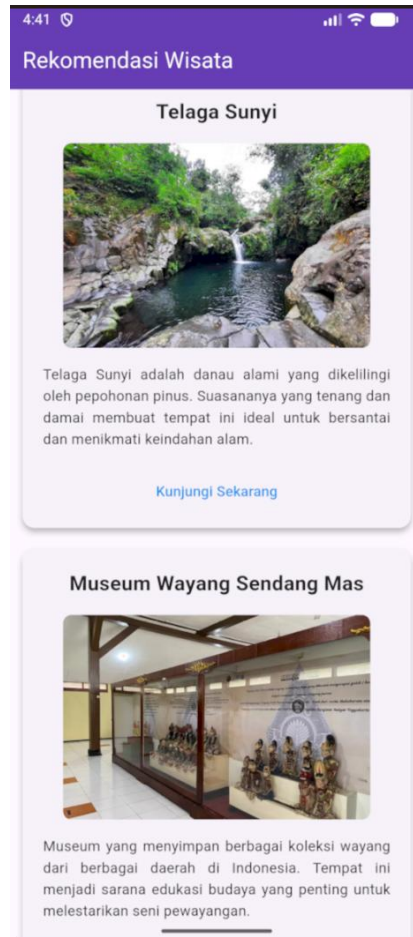 4:41
Rekomendasi Wisata
Telaga Sunyi
Telaga Sunyi adalah danau alami yang dikelilingi
oleh pepohonan pinus. Suasananya yang tenang dan
damai membuat tempat ini ideal untuk bersantai
dan menikmati keindahan alam.
Kunjungi Sekarang
Museum Wayang Sendang Mas
Museum yang menyimpan berbagai koleksi wayang
dari berbagai daerah di Indonesia. Tempat ini
menjadi sarana edukasi budaya yang penting untuk
melestarikan seni pewayangan.